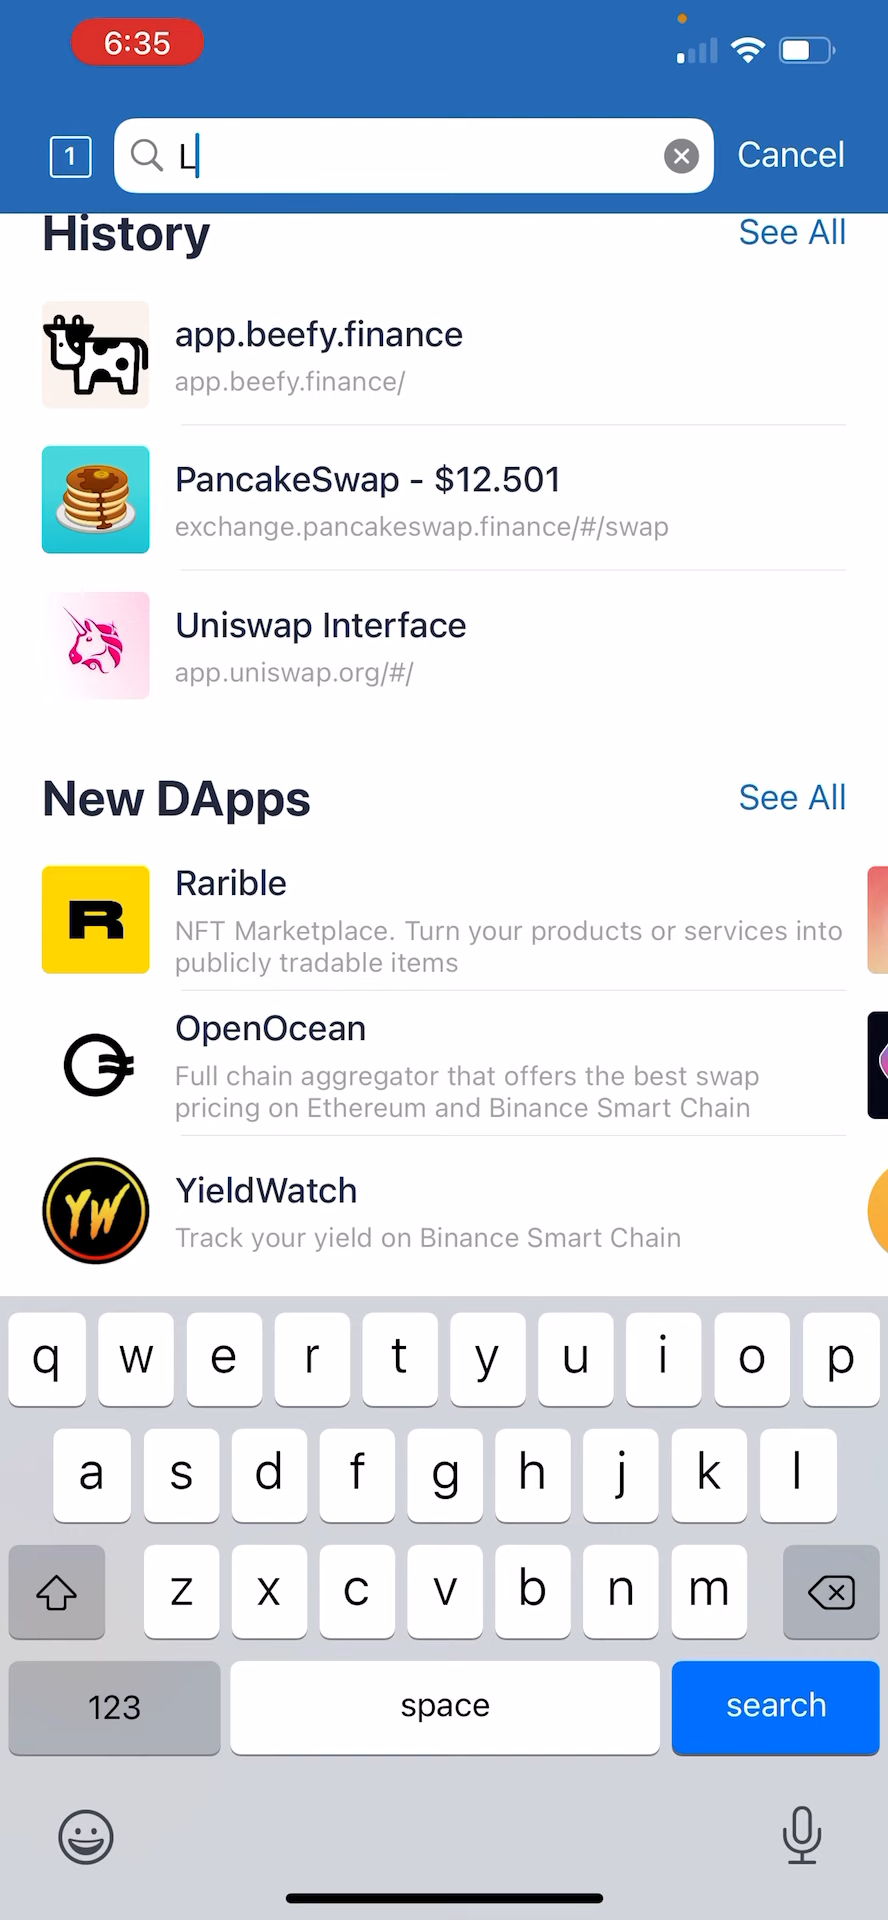 6:35
1
L
Cancel
History
See All
app.beefy.finance
app.beefy.finance/
PancakeSwap - $12.501
exchange.pancakeswap.finance/#/swap
Uniswap Interface
app.uniswap.org/#/
New DApps
See All
R
Rarible
NFT Marketplace. Turn your products or services into
publicly tradable items
OpenOcean
Full chain aggregator that offers the best swap
pricing on Ethereum and Binance Smart Chain
YW
YieldWatch
Track your yield on Binance Smart Chain
q w e r t y u i o p
a s d f g h j k l
z x c v b n m
123 space search